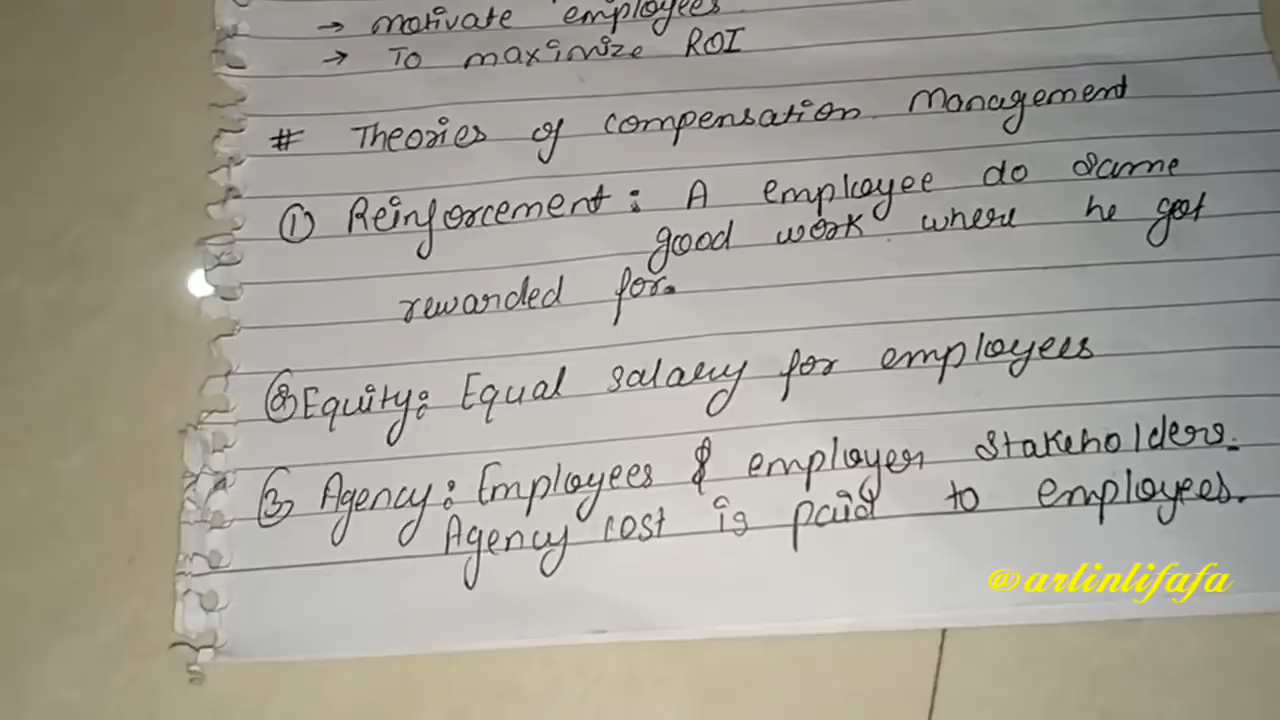 → motivate employees
→ To maximize ROI
# Theories of compensation Management
① Reinforcement: A employee do same
good work where he got
rewarded for.
② Equity: Equal salary for employees
③ Agency: Employees & employer stakeholders.
Agency cost is paid to employees.
@artinlifafa